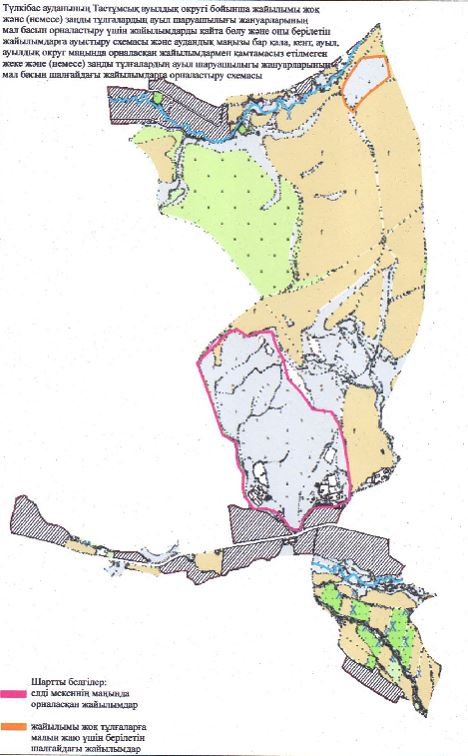 Түлкібас ауданының Тастұмсық ауылдық округі бойынша жайылымы жоқ
және (немесе) заңды тұлгалардың ауыл шаруашылығы жануарларының
мал басын орналастыру үшін жайылымдарды қайта бөлу және оны берілетін
жайылымдарға ауыстыру схемасы және аудандық маңызы бар қала, кент, ауыл,
ауылдық округ маңында орналасқан жайылымдармен қамтамасыз етілмеген
жеке және (немесе) заңды тұлғалардың ауыл шаруашылығы жануарларының
мал басын шалғайдағы жайылымдарға орналастыру схемасы
Шартты белгілер:
елді мекеннің маңында
орналасқан жайылымдар
жайылымы жоқ тұлғаларға
малын жаю үшін берілетін
шалғайдағы жайылымдар